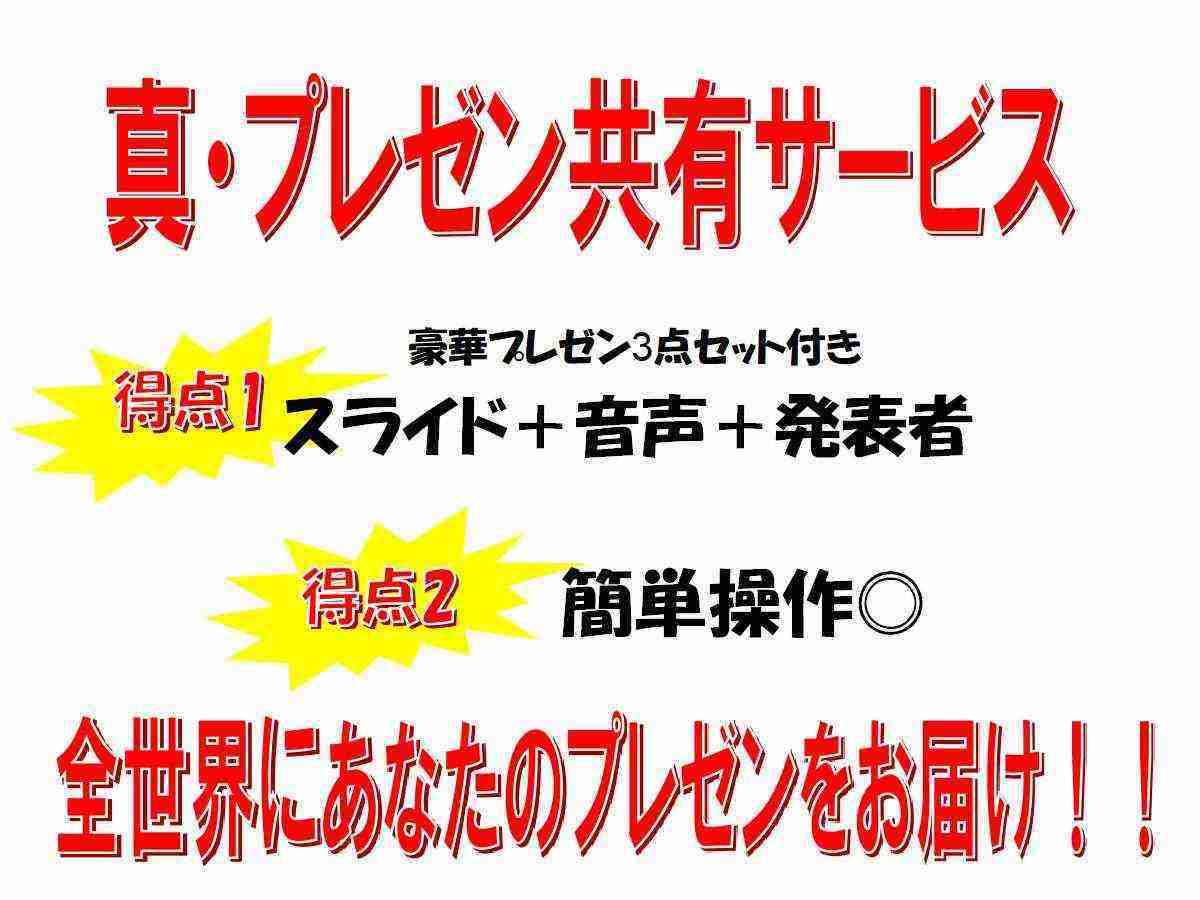 真・プレゼン共有サービス
豪華プレゼン3点セット付き
得点1
スライド＋音声＋発表者
得点2
簡単操作◎
全世界にあなたのプレゼンをお届け！！